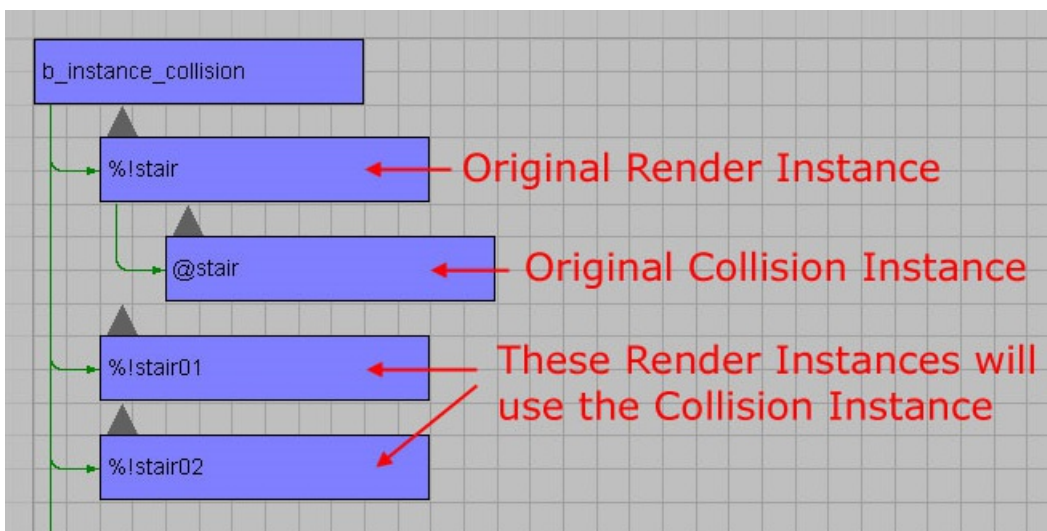 b_instance_collision
%!stair
Original Render Instance
@stair
Original Collision Instance
%!stair01
These Render Instances will
use the Collision Instance
%!stair02